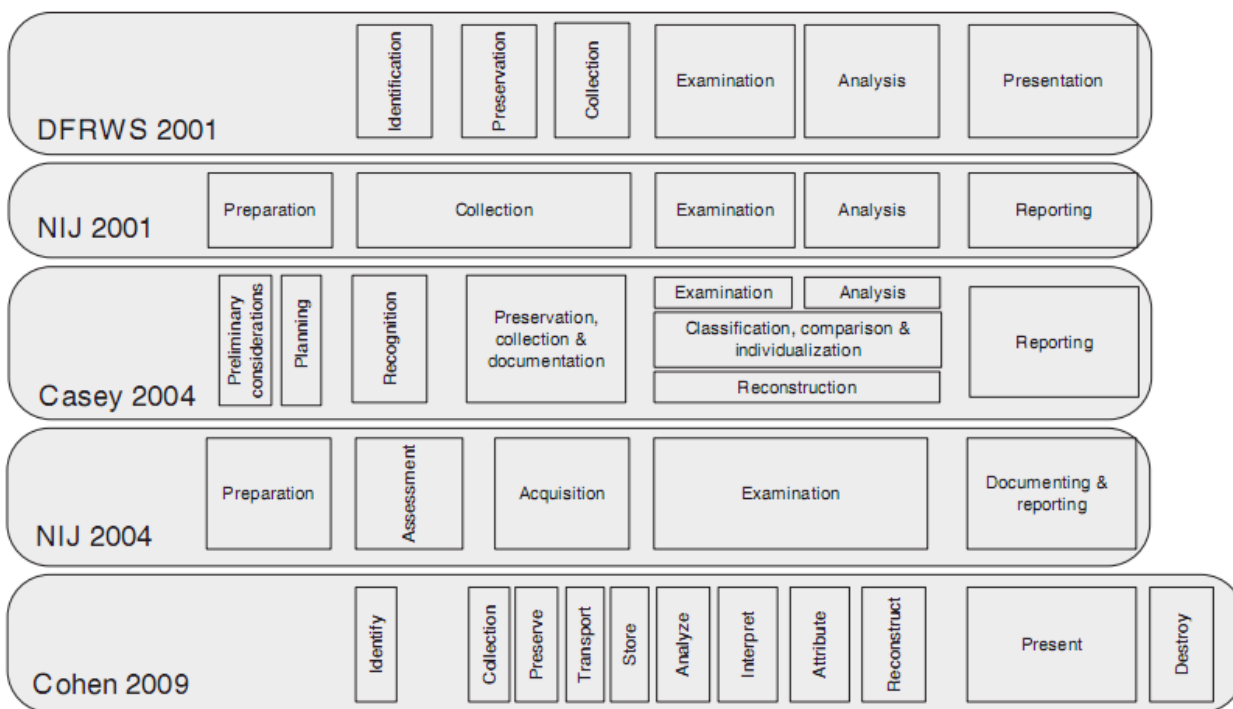 Identification
Preservation
Collection
Examination
Analysis
Presentation
DFRWS 2001
Preparation
Collection
Examination
Analysis
Reporting
NIJ 2001
Preliminary
considerations
Planning
Recognition
Preservation,
collection &
documentation
Examination
Analysis
Classification, comparison &
individualization
Reconstruction
Reporting
Casey 2004
Preparation
Assessment
Acquisition
Examination
Documenting &
reporting
NIJ 2004
Identify
Collection
Preserve
Transport
Store
Analyze
Interpret
Attribute
Reconstruct
Present
Destroy
Cohen 2009